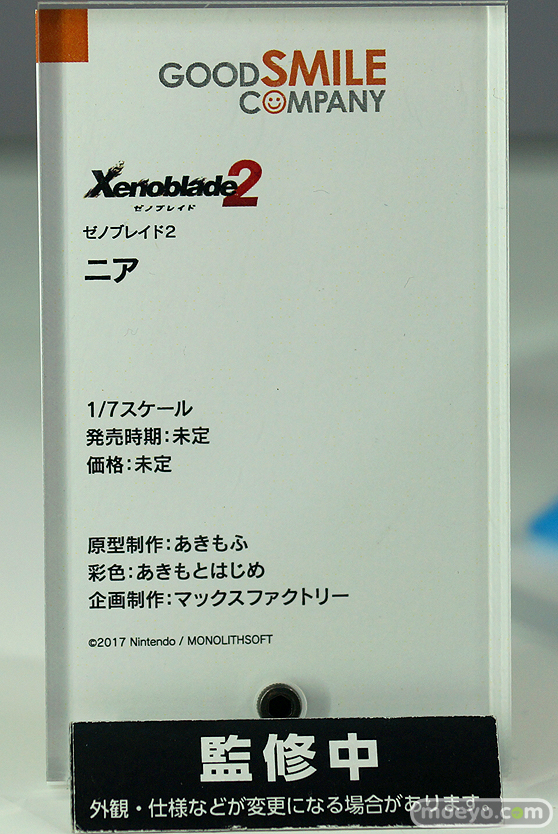 GOODSMILE
COMPANY
Xenoblade2
ゼノブレイド
ゼノブレイド2
ニア
1/7スケール
発売時期:未定
価格:未定
原型制作:あきもふ
彩色:あきもとはじめ
企画制作:マックスファクトリー
©2017 Nintendo / MONOLITHSOFT
監修中
外観・仕様などが変更になる場合があります。
moeyo.com